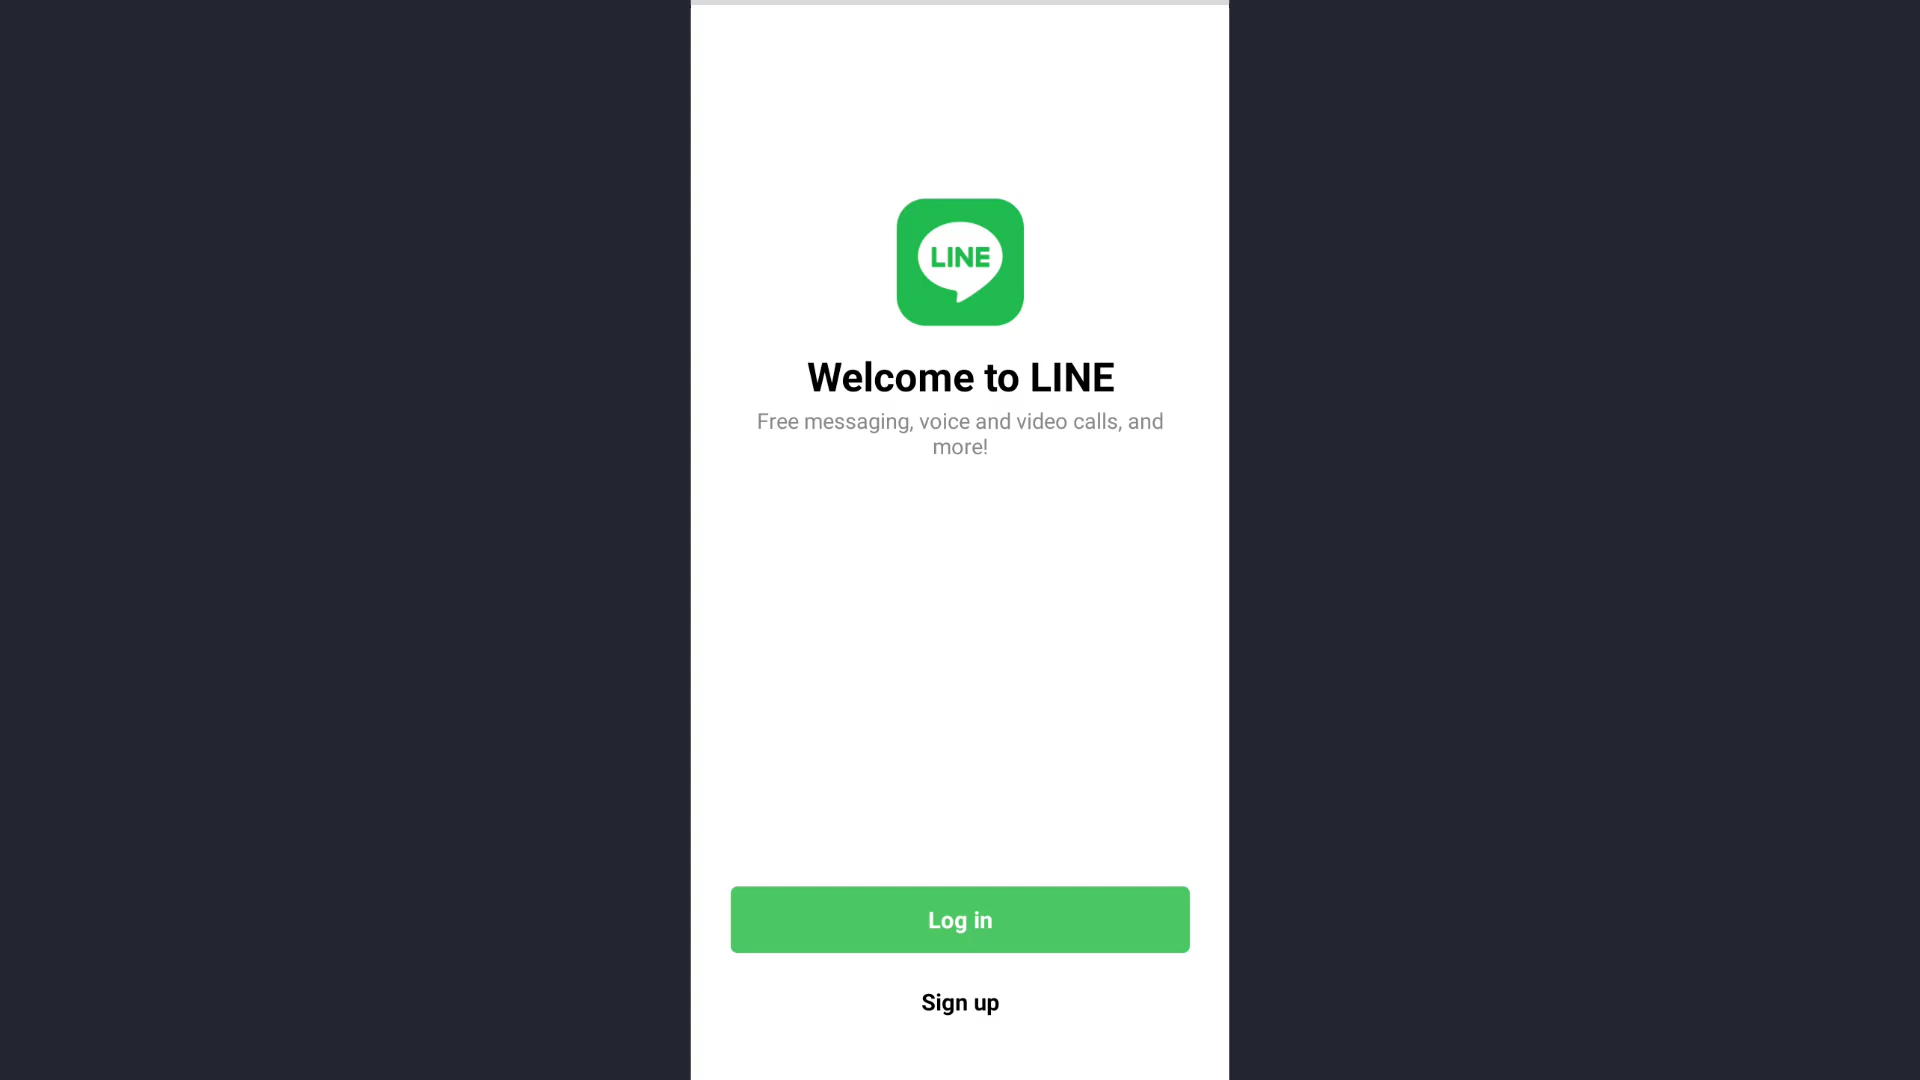 LINE
Welcome to LINE
Free messaging, voice and video calls, and
more!
Log in
Sign up